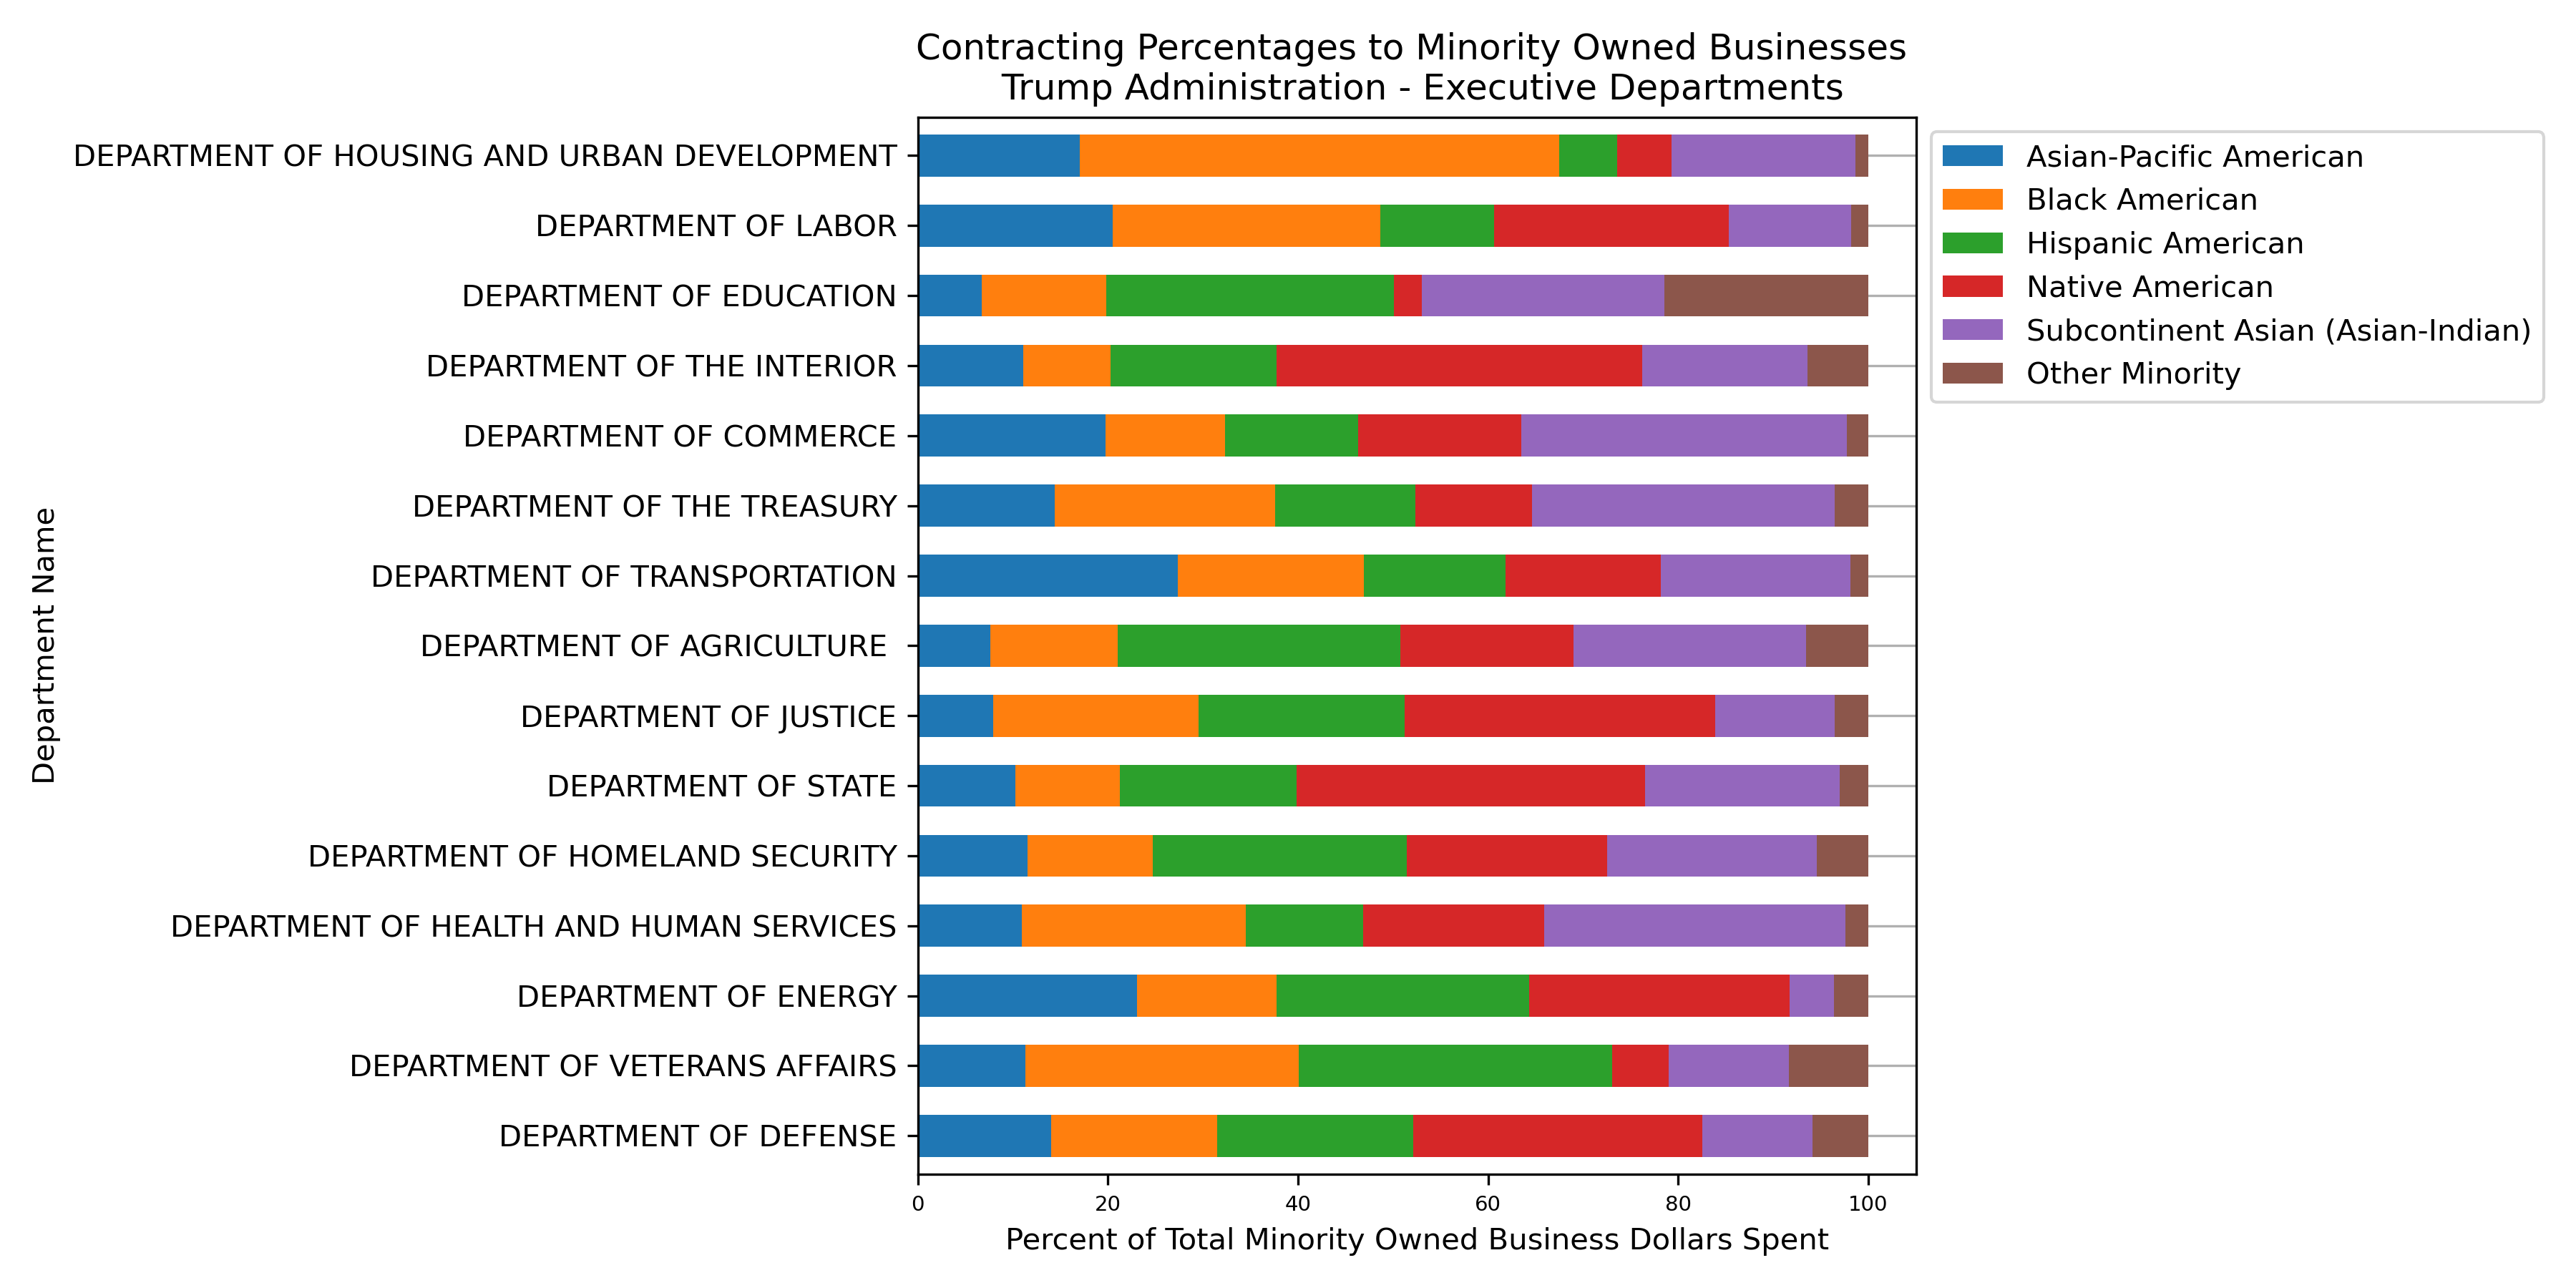 Contracting Percentages to Minority Owned Businesses
Trump Administration - Executive Departments
DEPARTMENT OF HOUSING AND URBAN DEVELOPMENT
DEPARTMENT OF LABOR
DEPARTMENT OF EDUCATION
DEPARTMENT OF THE INTERIOR
DEPARTMENT OF COMMERCE
DEPARTMENT OF THE TREASURY
DEPARTMENT OF TRANSPORTATION
DEPARTMENT OF AGRICULTURE
DEPARTMENT OF JUSTICE
DEPARTMENT OF STATE
DEPARTMENT OF HOMELAND SECURITY
DEPARTMENT OF HEALTH AND HUMAN SERVICES
DEPARTMENT OF ENERGY
DEPARTMENT OF VETERANS AFFAIRS
DEPARTMENT OF DEFENSE
Department Name
0 20 40 60 80 100
Percent of Total Minority Owned Business Dollars Spent
Asian-Pacific American
Black American
Hispanic American
Native American
Subcontinent Asian (Asian-Indian)
Other Minority